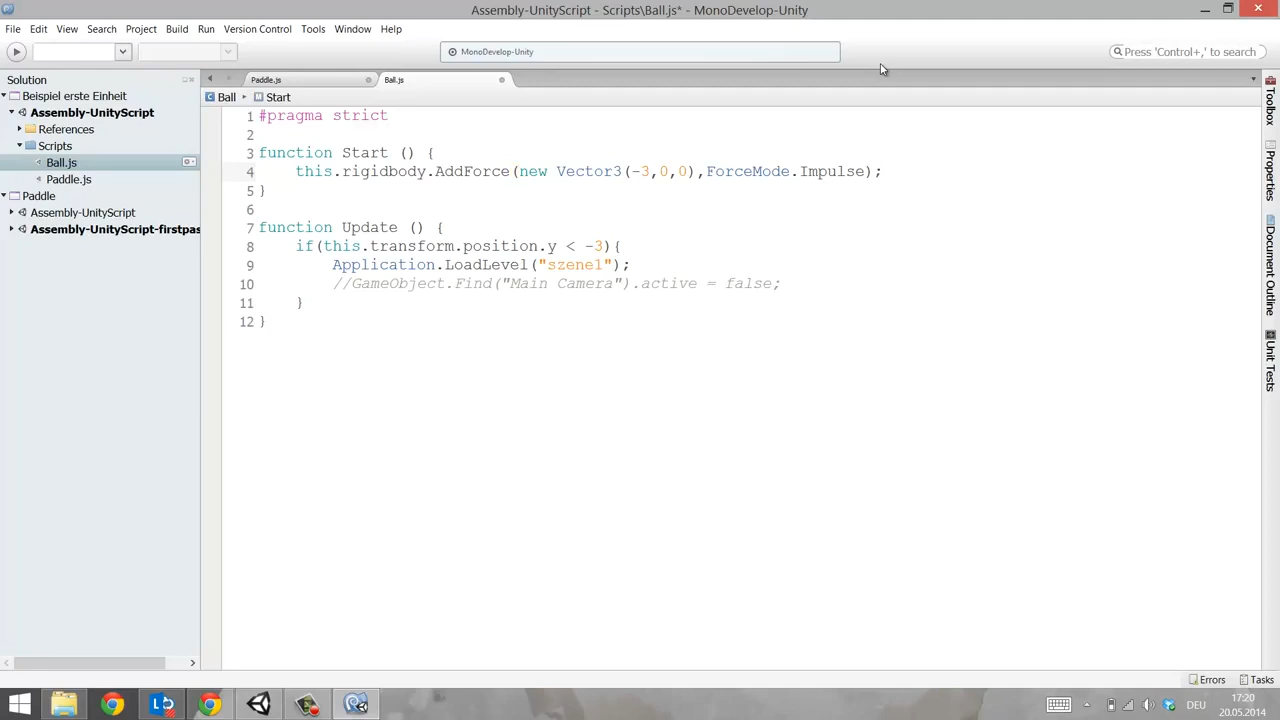 Assembly-UnityScript - Scripts\Ball.js* - MonoDevelop-Unity
File Edit View Search Project Build Run Version Control Tools Window Help
MonoDevelop-Unity
Press 'Control+,' to search
Solution
Beispiel erste Einheit
Assembly-UnityScript
References
Scripts
Ball.js
Paddle.js
Paddle
Assembly-UnityScript
Assembly-UnityScript-firstpas
Paddle.js
Ball.js
Ball
Start
1 #pragma strict
2
3 function Start () {
4 this.rigidbody.AddForce(new Vector3(-3,0,0),ForceMode.Impulse);
5 }
6
7 function Update () {
8 if(this.transform.position.y < -3){
9 Application.LoadLevel("szene1");
10 //GameObject.Find("Main Camera").active = false;
11 }
12 }
Toolbox
Properties
Document Outline
Unit Tests
Errors
Tasks
DEU
17:20
20.05.2014